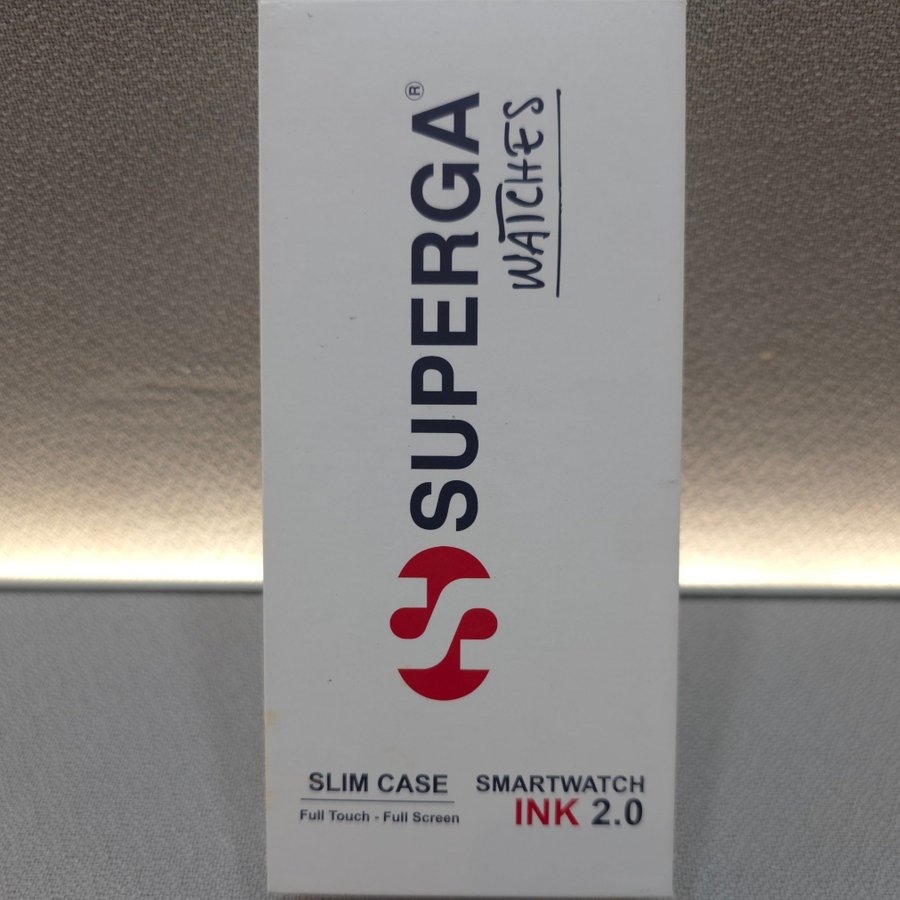 SUPERGA®
WATCHES
SLIM CASE
Full Touch - Full Screen
SMARTWATCH
INK 2.0